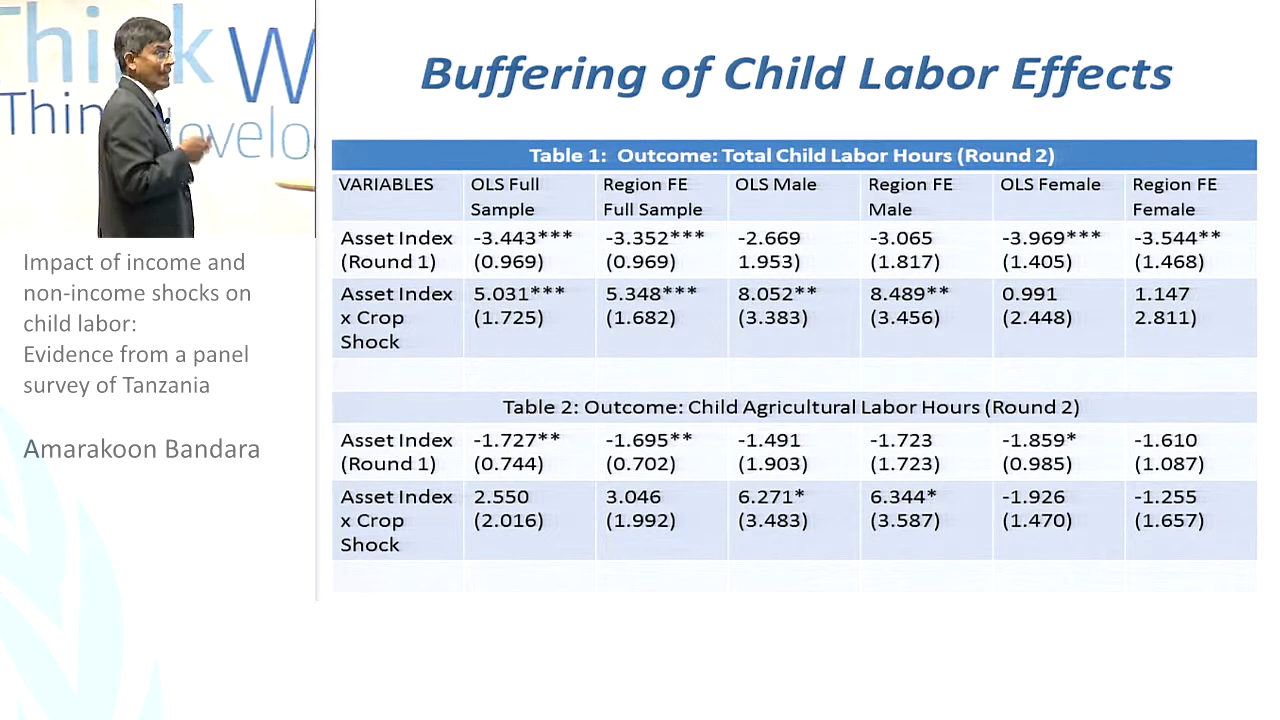 Think W
Thin develo
Impact of income and
non-income shocks on
child labor:
Evidence from a panel
survey of Tanzania
Amarakoon Bandara
Buffering of Child Labor Effects
Table 1: Outcome: Total Child Labor Hours (Round 2)
VARIABLES OLS Full Sample Region FE Full Sample OLS Male Region FE Male OLS Female Region FE Female
Asset Index -3.443*** -3.352*** -2.669 -3.065 -3.969*** -3.544**
(Round 1) (0.969) (0.969) 1.953) (1.817) (1.405) (1.468)
Asset Index 5.031*** 5.348*** 8.052** 8.489** 0.991 1.147
x Crop (1.725) (1.682) (3.383) (3.456) (2.448) 2.811)
Shock
Table 2: Outcome: Child Agricultural Labor Hours (Round 2)
Asset Index -1.727** -1.695** -1.491 -1.723 -1.859* -1.610
(Round 1) (0.744) (0.702) (1.903) (1.723) (0.985) (1.087)
Asset Index 2.550 3.046 6.271* 6.344* -1.926 -1.255
x Crop (2.016) (1.992) (3.483) (3.587) (1.470) (1.657)
Shock